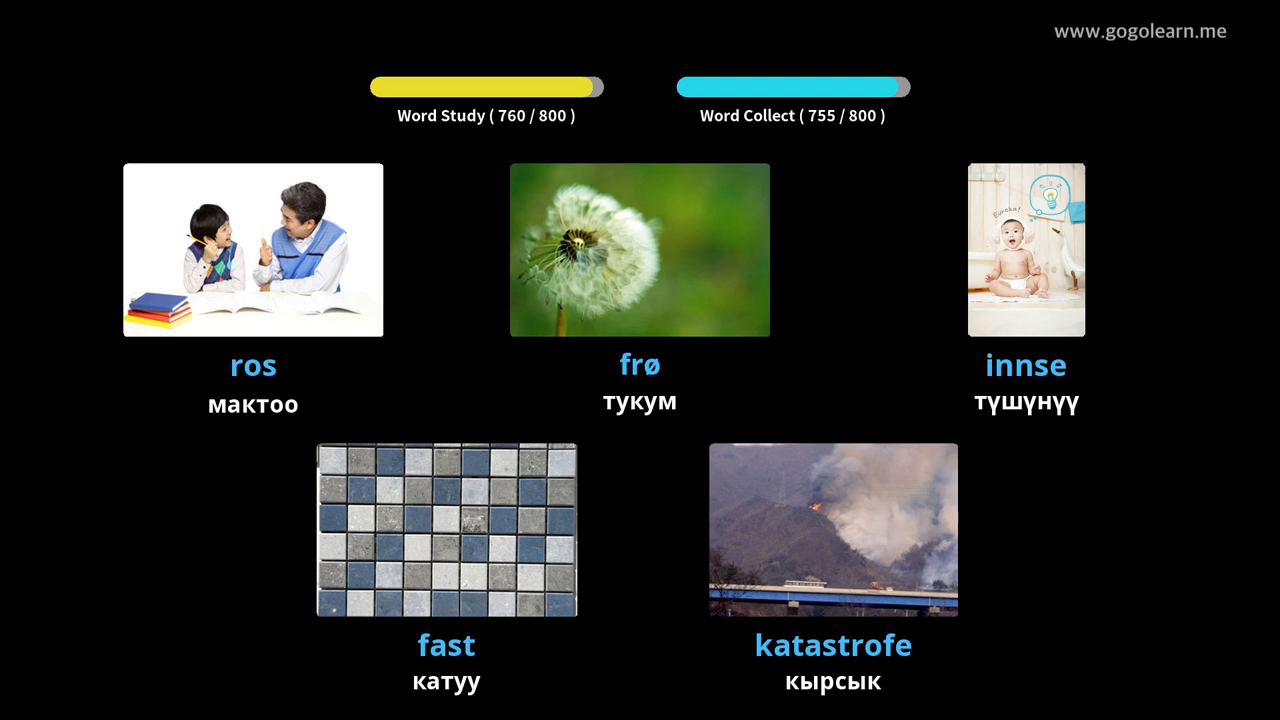 www.gogolearn.me
Word Study ( 760 / 800 )
Word Collect ( 755 / 800 )
Eureka!
ros
мактоо
frø
тукум
innse
түшүнүү
fast
катуу
katastrofe
кырсык